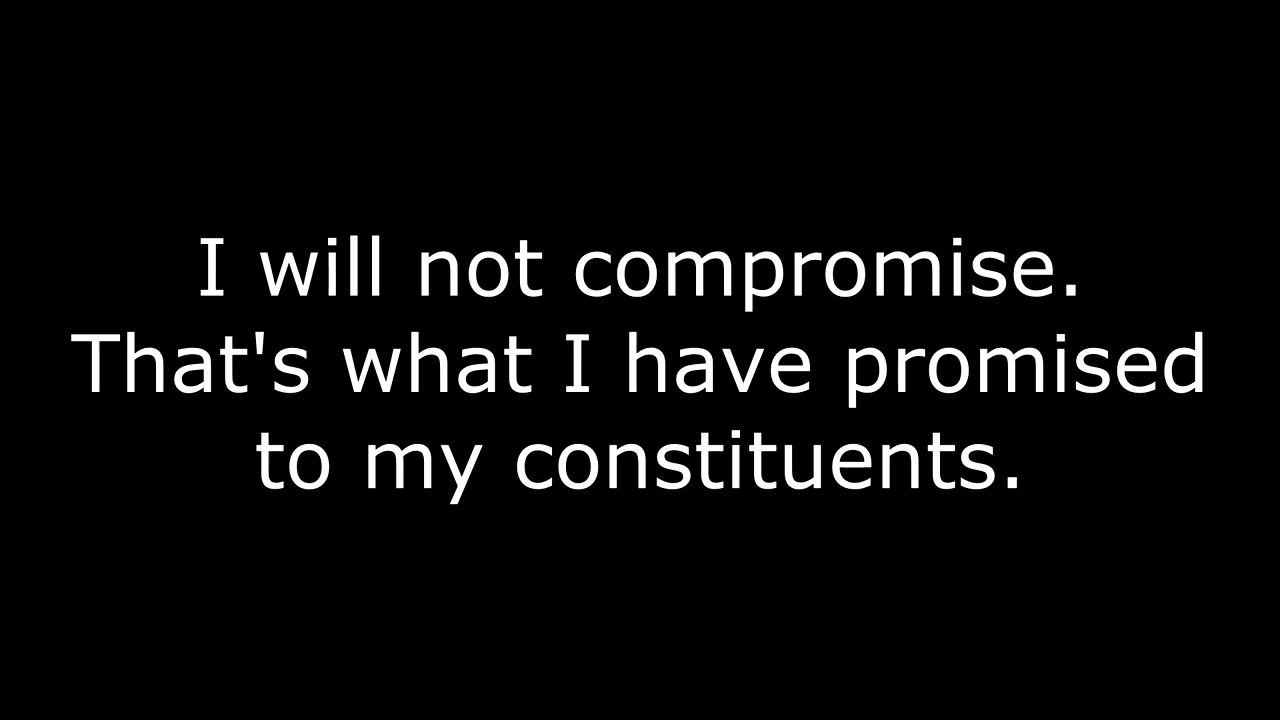 I will not compromise.
That's what I have promised
to my constituents.